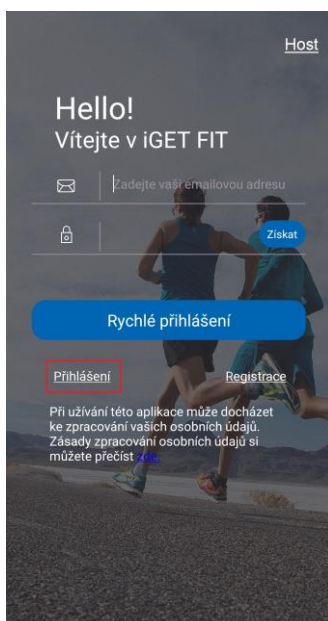 Host
Hello!
Vítejte v iGET FIT
Zadejte vaši emailovou adresu
Získat
Rychlé přihlášení
Přihlášení
Registrace
Při užívání této aplikace může docházet
ke zpracování vašich osobních údajů.
Zásady zpracování osobních údajů si
můžete přečíst zde.